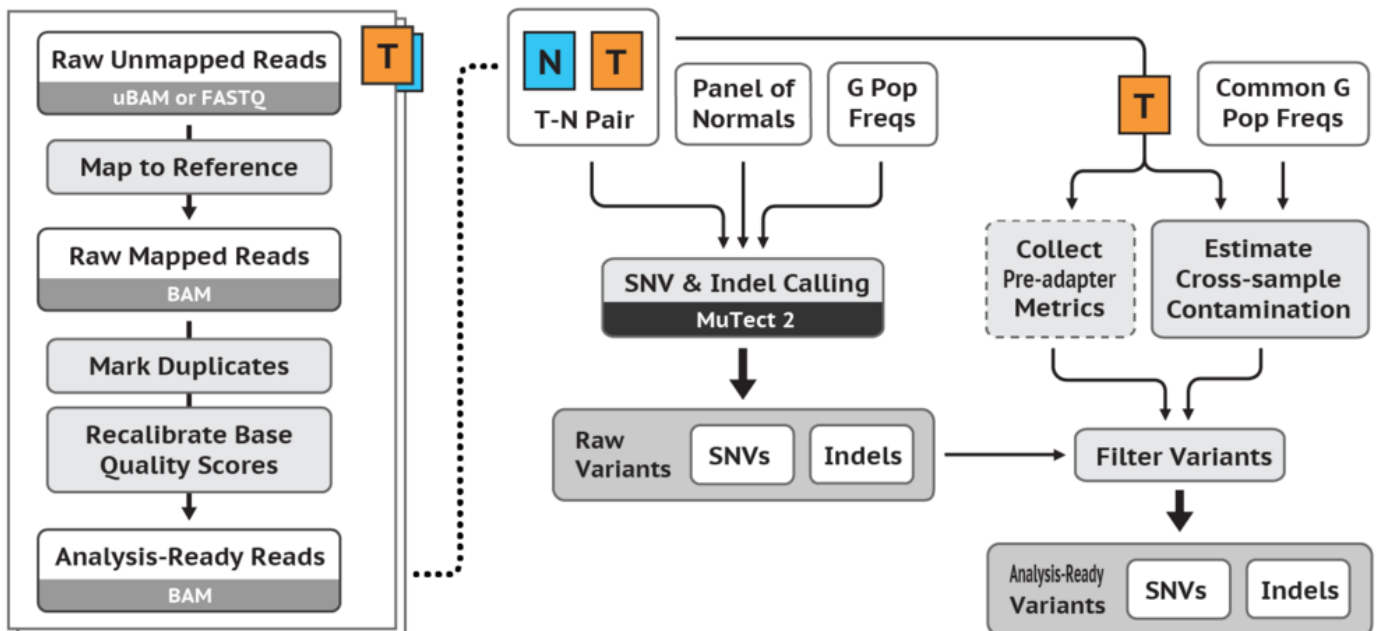 Raw Unmapped Reads
uBAM or FASTQ
T
Map to Reference
Raw Mapped Reads
BAM
Mark Duplicates
Recalibrate Base
Quality Scores
Analysis-Ready Reads
BAM
N
T
T-N Pair
Panel of
Normals
G Pop
Freqs
SNV & Indel Calling
MuTect 2
Raw
Variants
SNVs
Indels
T
Common G
Pop Freqs
Collect
Pre-adapter
Metrics
Estimate
Cross-sample
Contamination
Filter Variants
Analysis-Ready
Variants
SNVs
Indels